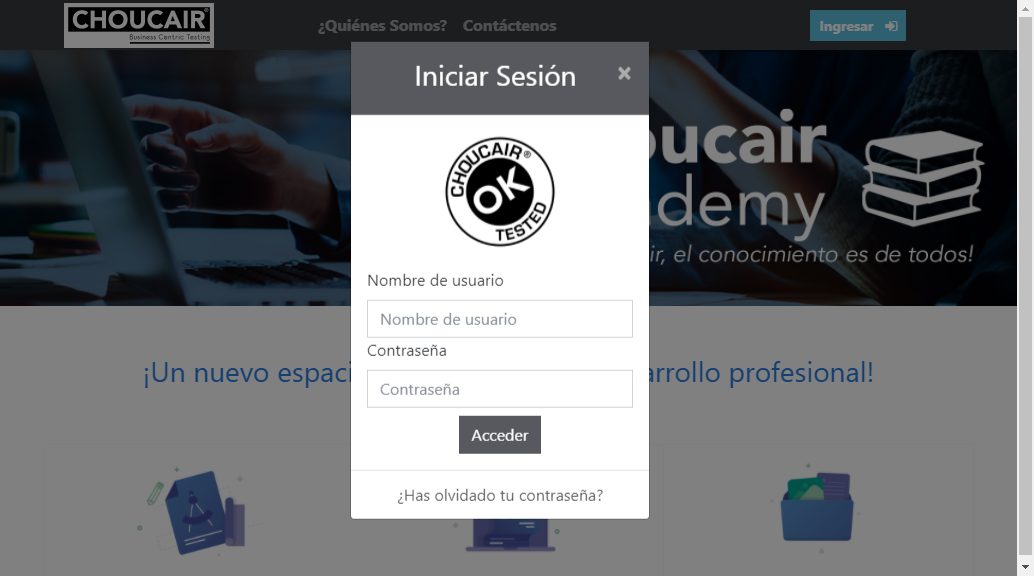 CHOUCAIR®
Business Centric Testing
¿Quiénes Somos?
Contáctenos
Ingresar
Iniciar Sesión
×
CHOUCAIR®
OK
TESTED
oucair
demy
ir, el conocimiento es de todos!
Nombre de usuario
Nombre de usuario
Contraseña
Contraseña
¡Un nuevo espaci
arrollo profesional!
Acceder
¿Has olvidado tu contraseña?